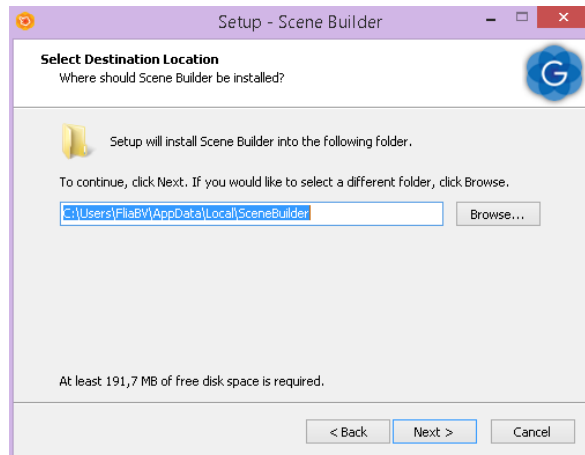 Setup - Scene Builder
Select Destination Location
Where should Scene Builder be installed?
G
Setup will install Scene Builder into the following folder.
To continue, click Next. If you would like to select a different folder, click Browse.
C:\Users\FliaBV\AppData\Local\SceneBuilder
Browse...
At least 191,7 MB of free disk space is required.
< Back
Next >
Cancel